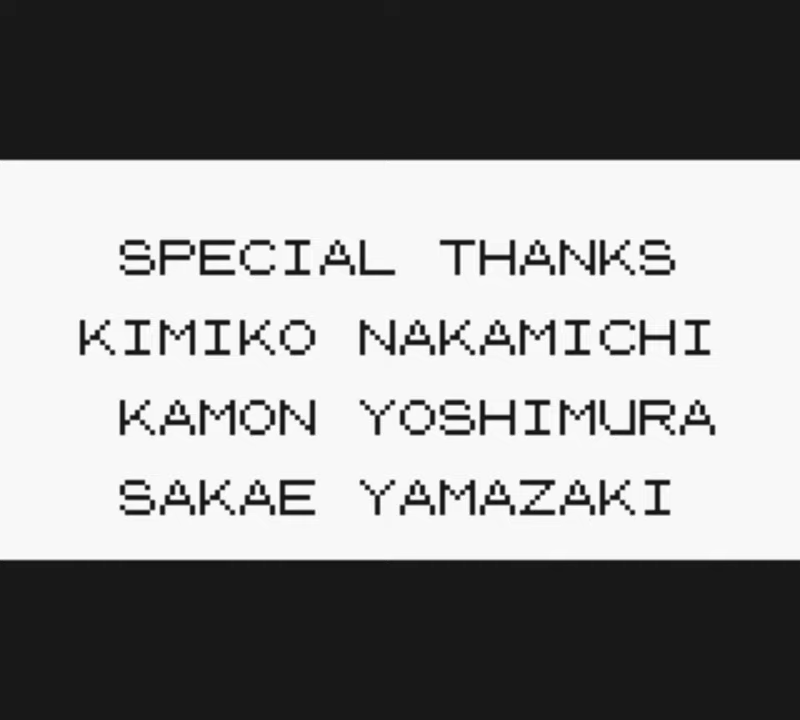 SPECIAL THANKS
KIMIKO NAKAMICHI
KAMON YOSHIMURA
SAKAE YAMAZAKI